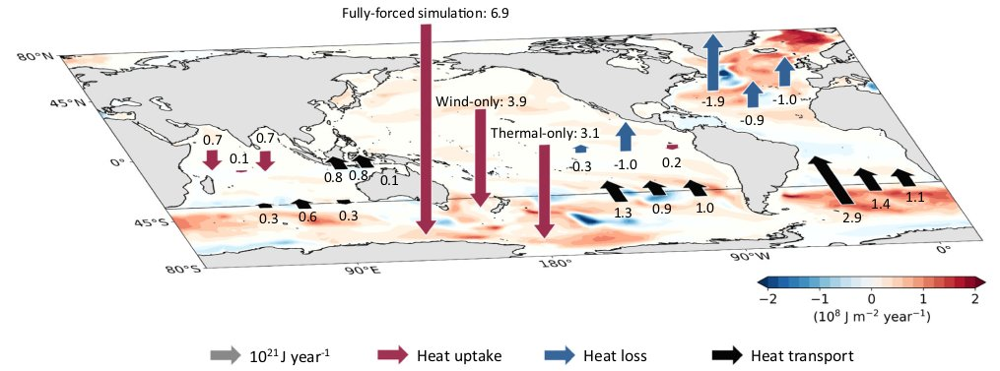 Fully-forced simulation: 6.9
80°N
45°N
Wind-only: 3.9
-1.9
-1.0
-0.9
Thermal-only: 3.1
0.7
0.7
0.1
0°
-0.3
-1.0
0.2
0.8
0.8
0.1
0.3
0.6
0.3
1.3
0.9
1.0
2.9
1.4
1.1
45°S
80°S
90°E
180°
90°W
0°
−2
−1
0
1
2
(10⁸ J m⁻² year⁻¹)
10²¹ J year⁻¹
Heat uptake
Heat loss
Heat transport